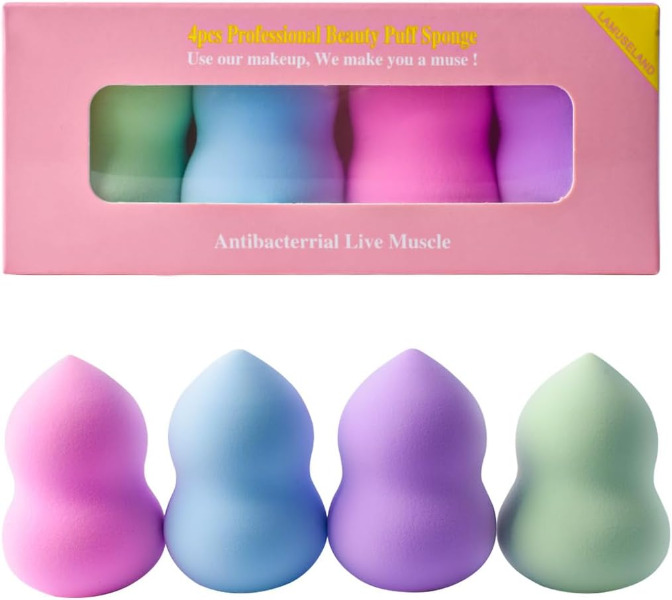 4pcs Professional Beauty Puff Sponge
Use our makeup, We make you a muse !
LAMUSELAND
Antibacterrial Live Muscle